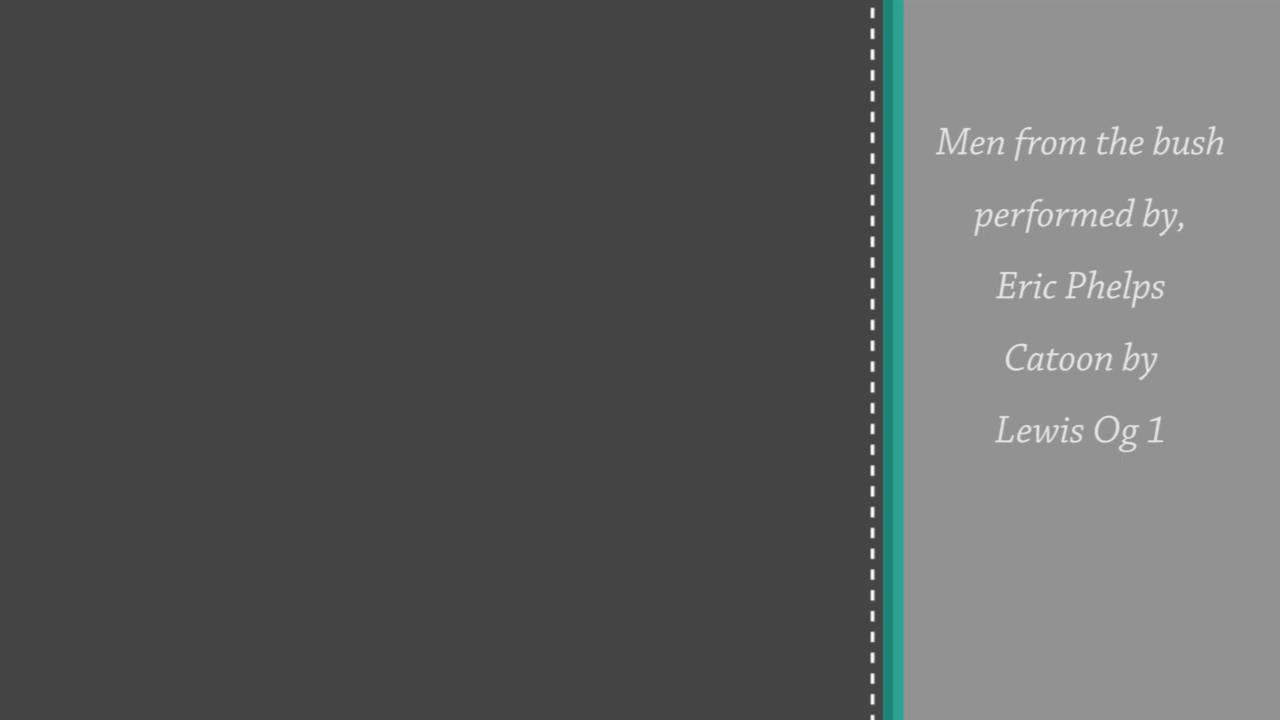 Men from the bush
performed by,
Eric Phelps
Catoon by
Lewis Og 1